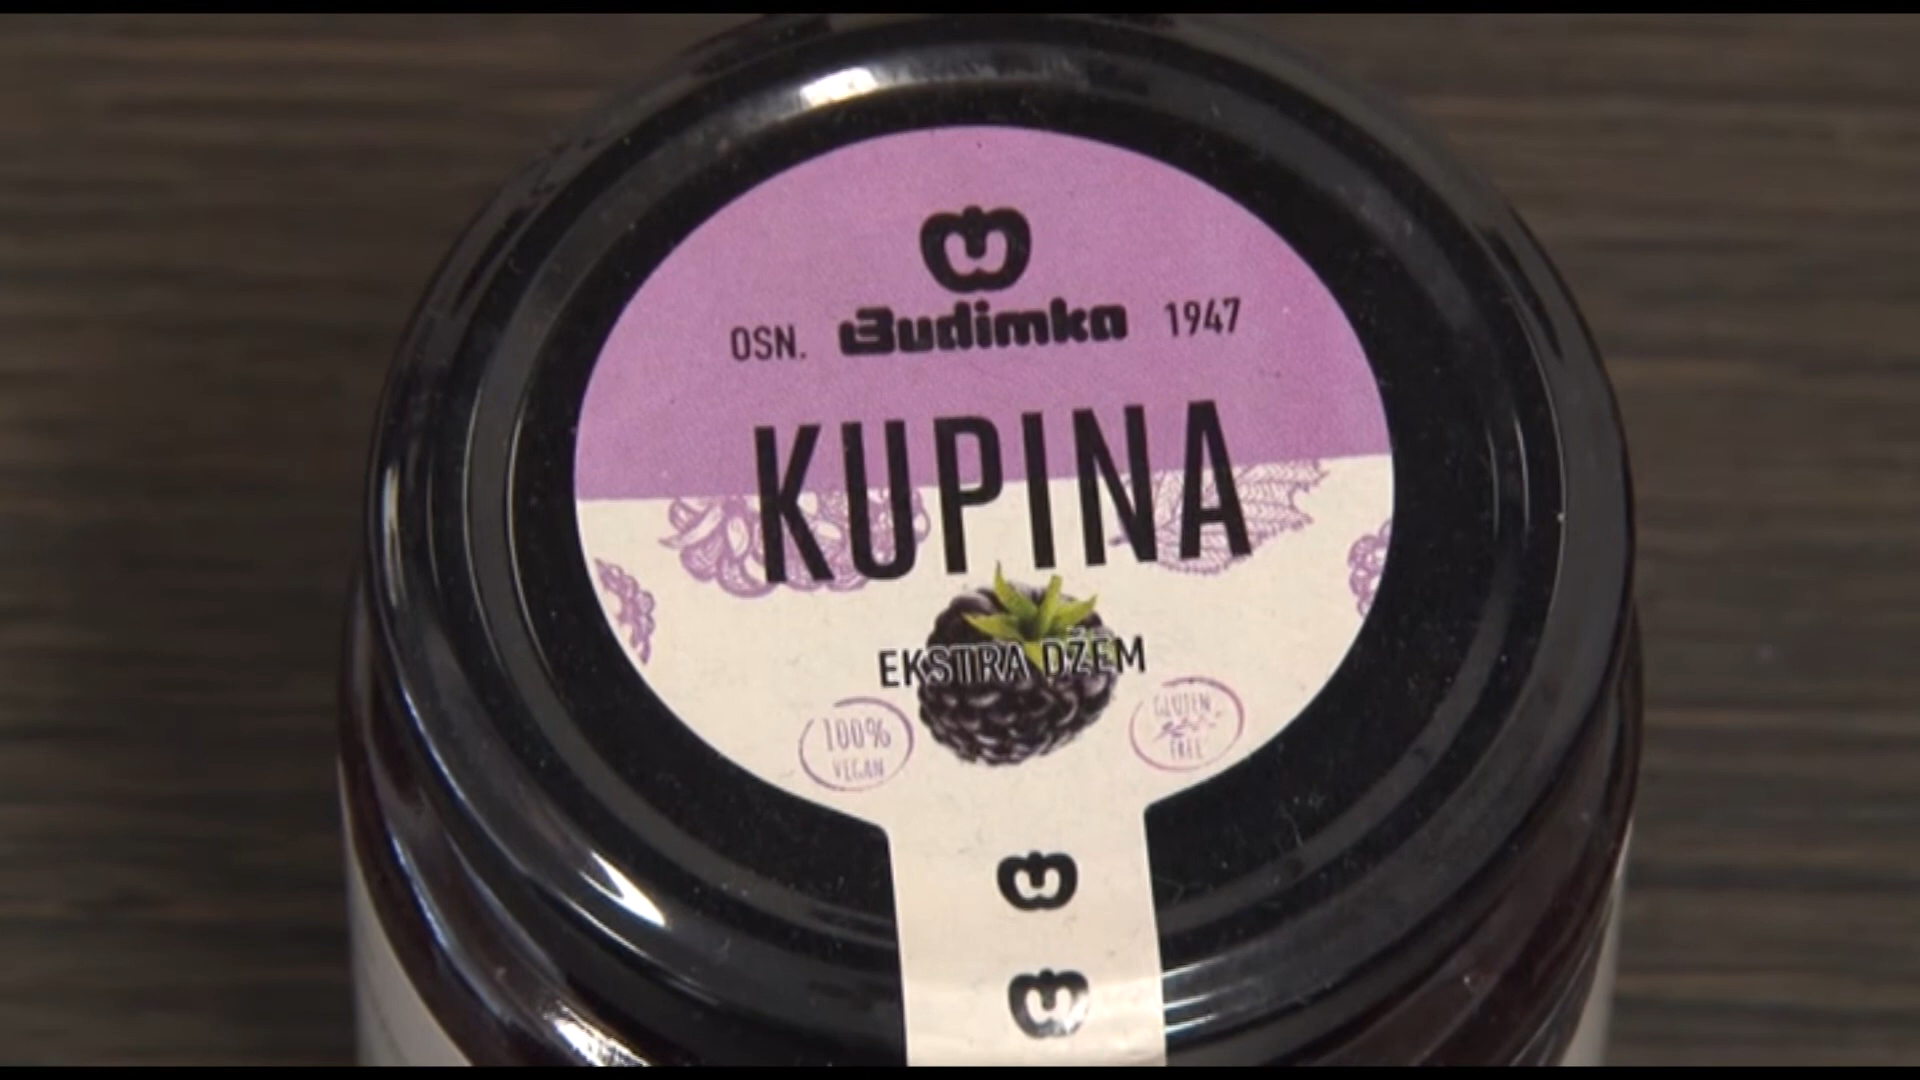 OSN. Budimka 1947
KUPINA
EKSTRA DŽEM
100%
VEGAN
GLUTEN
FREE